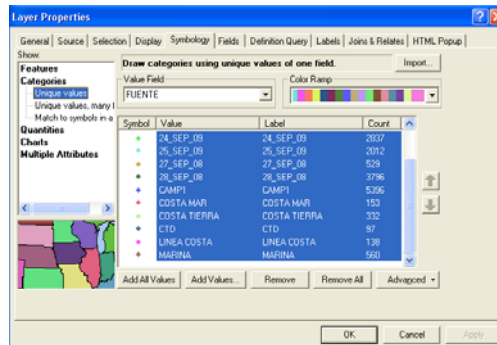 Layer Properties
General Source Selection Display Symbology Fields Definition Query Labels Joins & Relates HTML Popup
Show:
Features
Categories
Unique values
Unique values, many f
Match to symbols in a
Quantities
Charts
Multiple Attributes
Draw categories using unique values of one field.
Import...
Value Field
FUENTE
Color Ramp
Symbol Value Label Count
24_SEP_09 24_SEP_09 2837
25_SEP_09 25_SEP_09 2012
27_SEP_08 27_SEP_08 529
28_SEP_08 28_SEP_08 3796
CAMP1 CAMP1 5396
COSTA MAR COSTA MAR 153
COSTA TIERRA COSTA TIERRA 332
CTD CTD 97
LINEA COSTA LINEA COSTA 138
MARINA MARINA 560
Add All Values Add Values... Remove Remove All Advanced
OK Cancel Apply